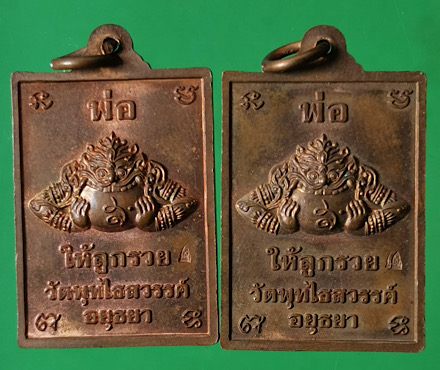 พ่อ
ให้ลูกรวย
วัดพุทไธสวรรค์
อยุธยา
พ่อ
ให้ลูกรวย
วัดพุทไธสวรรค์
อยุธยา